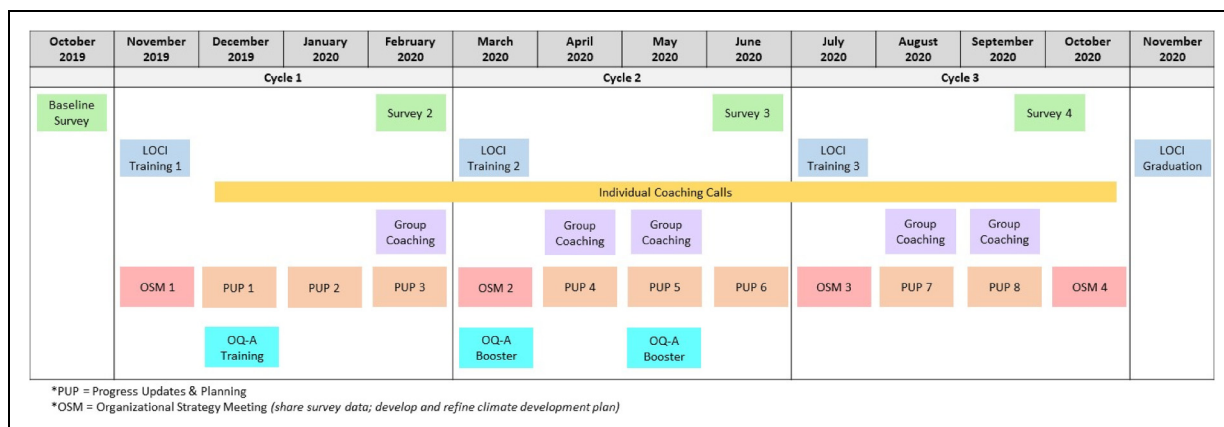 October November December January February March April May June July August September October November
2019 2019 2019 2020 2020 2020 2020 2020 2020 2020 2020 2020 2020 2020
Cycle 1 Cycle 2 Cycle 3
Baseline
Survey
Survey 2
Survey 3
Survey 4
LOCI
Training 1
LOCI
Training 2
LOCI
Training 3
LOCI
Graduation
Individual Coaching Calls
Group
Coaching
Group
Coaching
Group
Coaching
Group
Coaching
Group
Coaching
OSM 1
PUP 1
PUP 2
PUP 3
OSM 2
PUP 4
PUP 5
PUP 6
OSM 3
PUP 7
PUP 8
OSM 4
OQ-A
Training
OQ-A
Booster
OQ-A
Booster
*PUP = Progress Updates & Planning
*OSM = Organizational Strategy Meeting (share survey data; develop and refine climate development plan)